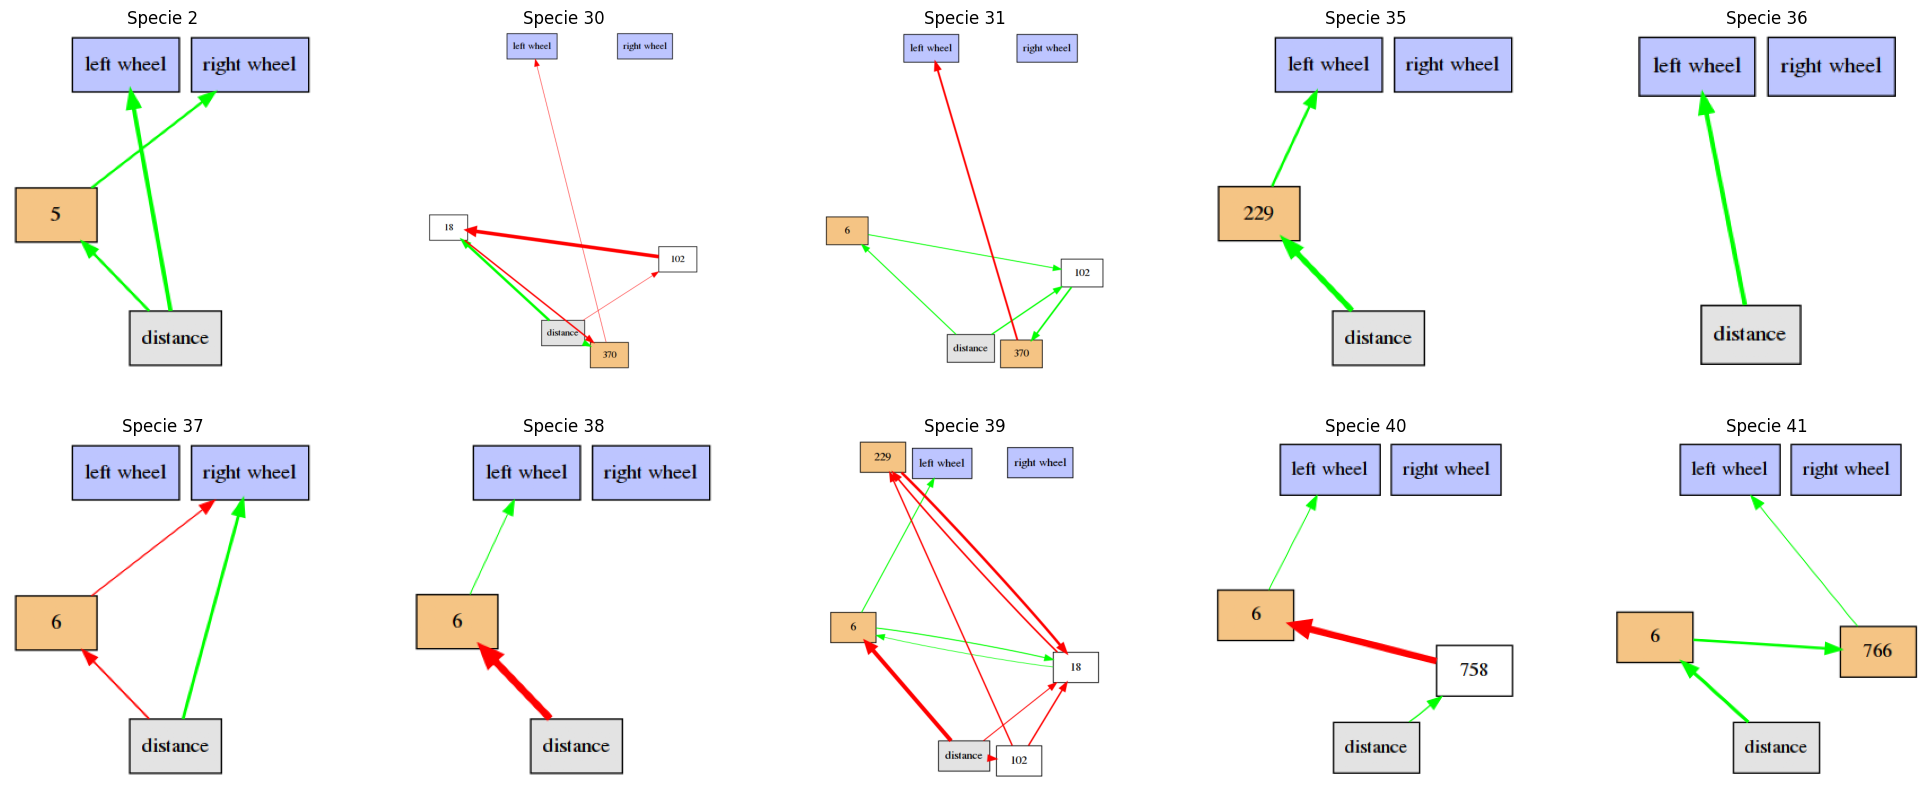 Specie 2
left wheel
right wheel
5
distance
Specie 30
left wheel
right wheel
18
102
distance
370
Specie 31
left wheel
right wheel
6
102
distance
370
Specie 35
left wheel
right wheel
229
distance
Specie 36
left wheel
right wheel
distance
Specie 37
left wheel
right wheel
6
distance
Specie 38
left wheel
right wheel
6
distance
Specie 39
229
left wheel
right wheel
6
18
distance
102
Specie 40
left wheel
right wheel
6
758
distance
Specie 41
left wheel
right wheel
6
766
distance